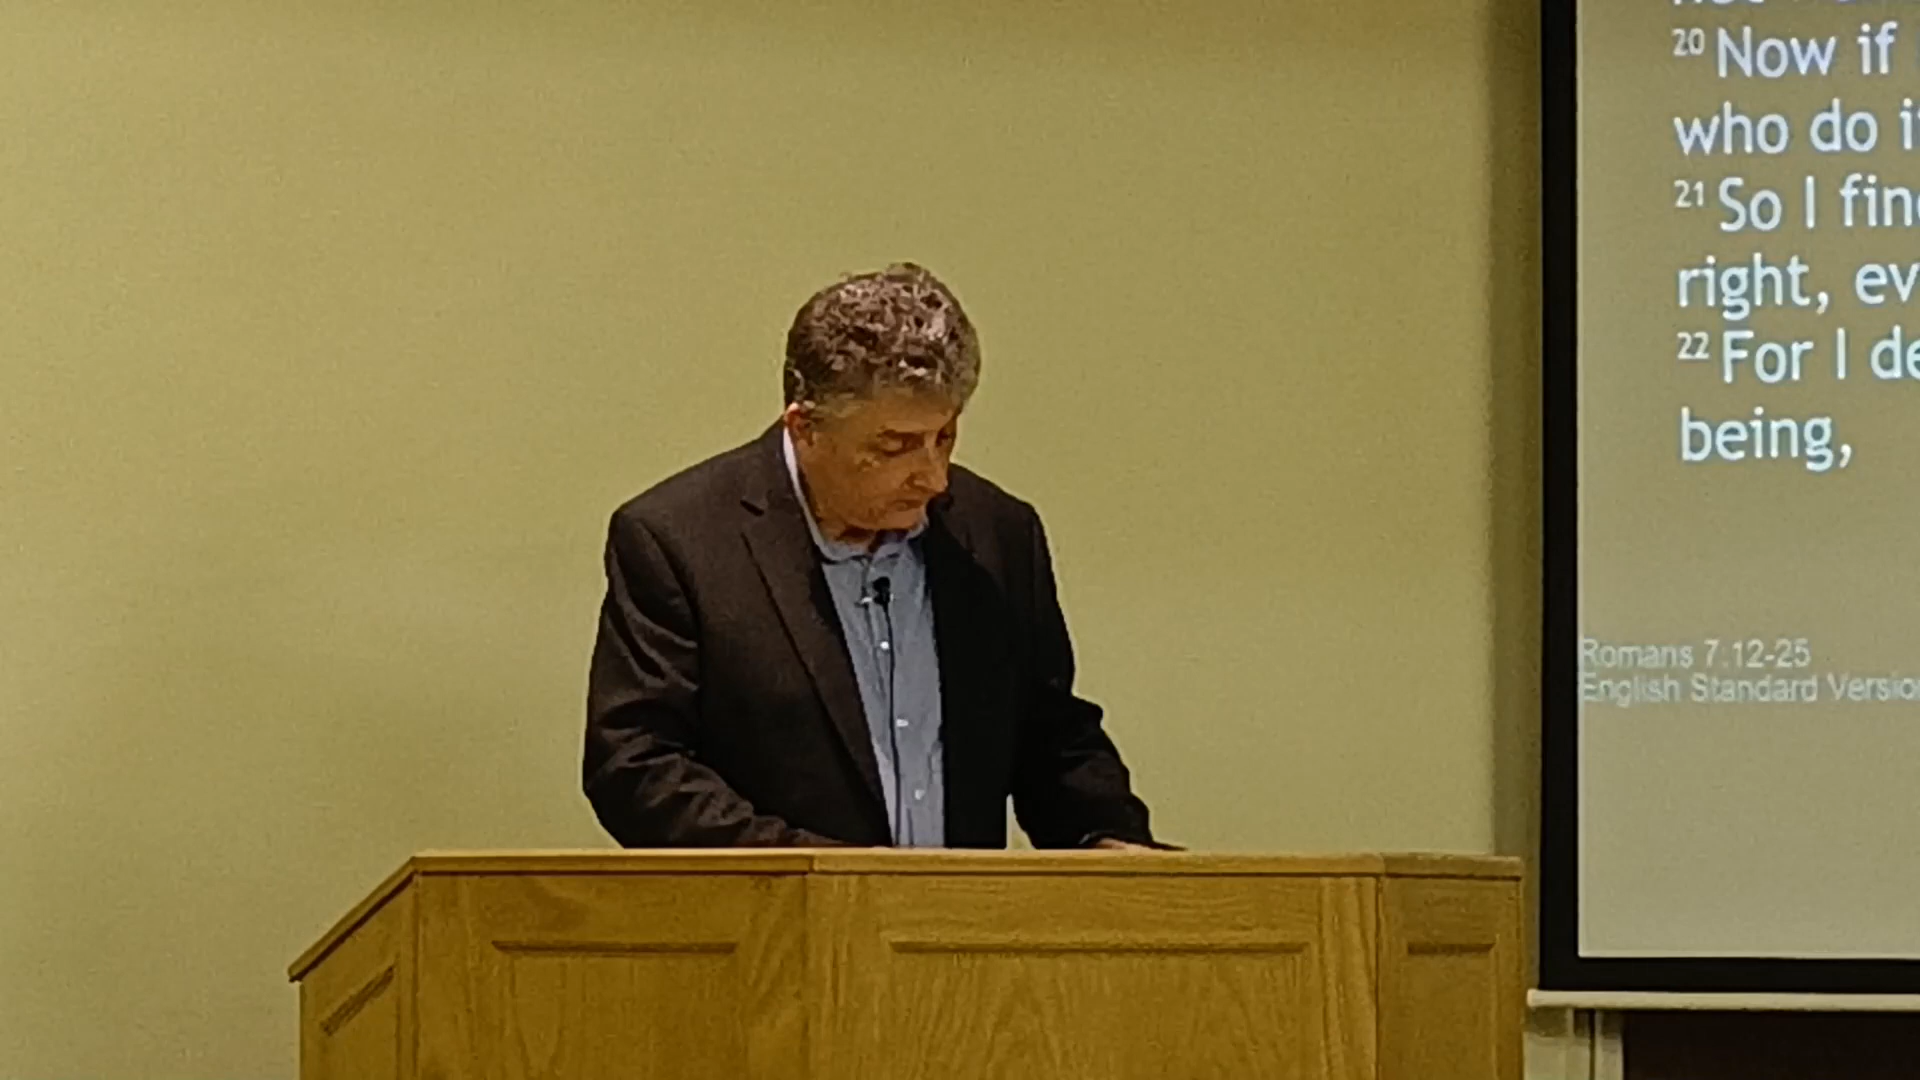 20 Now if
who do
21 So I
right,
22 For I
being,
Romans 7.12-25
English Standard